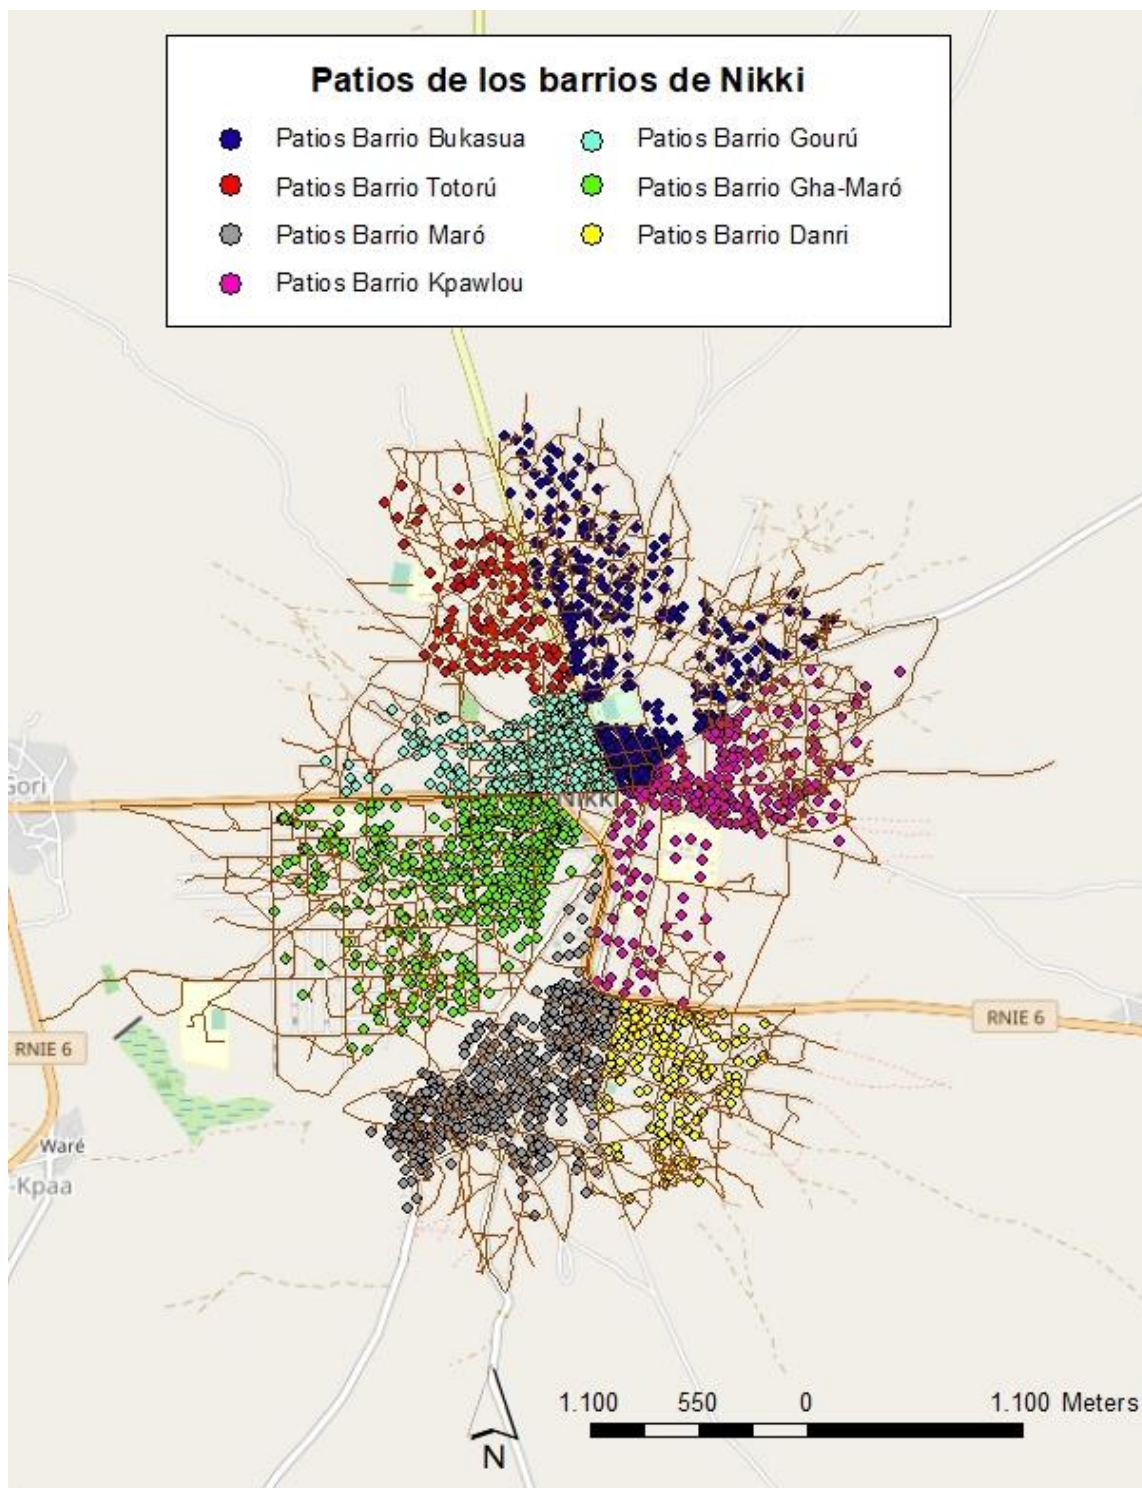 Patios de los barrios de Nikki
Patios Barrio Bukasua
Patios Barrio Gourú
Patios Barrio Totorú
Patios Barrio Gha-Maró
Patios Barrio Maró
Patios Barrio Danri
Patios Barrio Kpawlou
Gori
NIKKI
RNIE 6
RNIE 6
Waré
-Kpaa
1.100 550 0 1.100 Meters
N